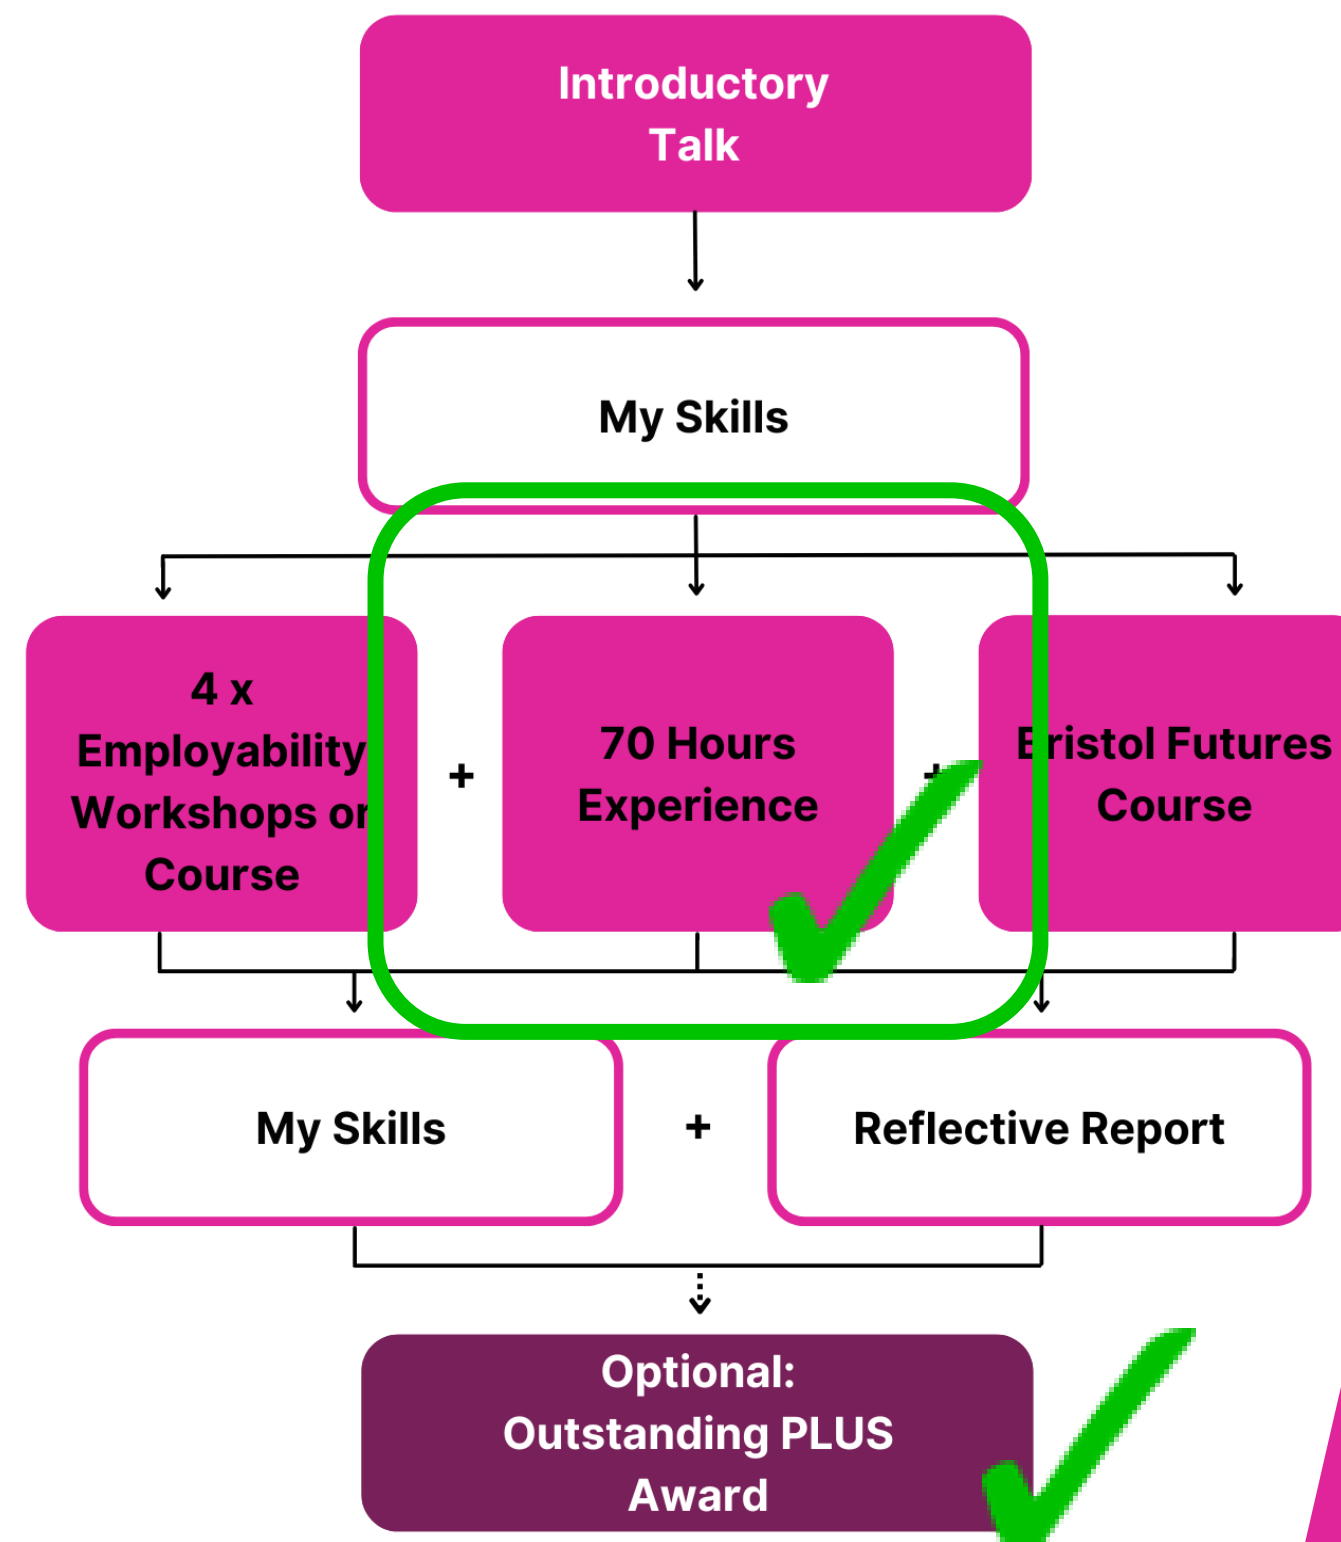 Introductory
Talk
My Skills
4 x
Employability
Workshops or
Course
+
70 Hours
Experience
+
Bristol Futures
Course
My Skills
+
Reflective Report
Optional:
Outstanding PLUS
Award